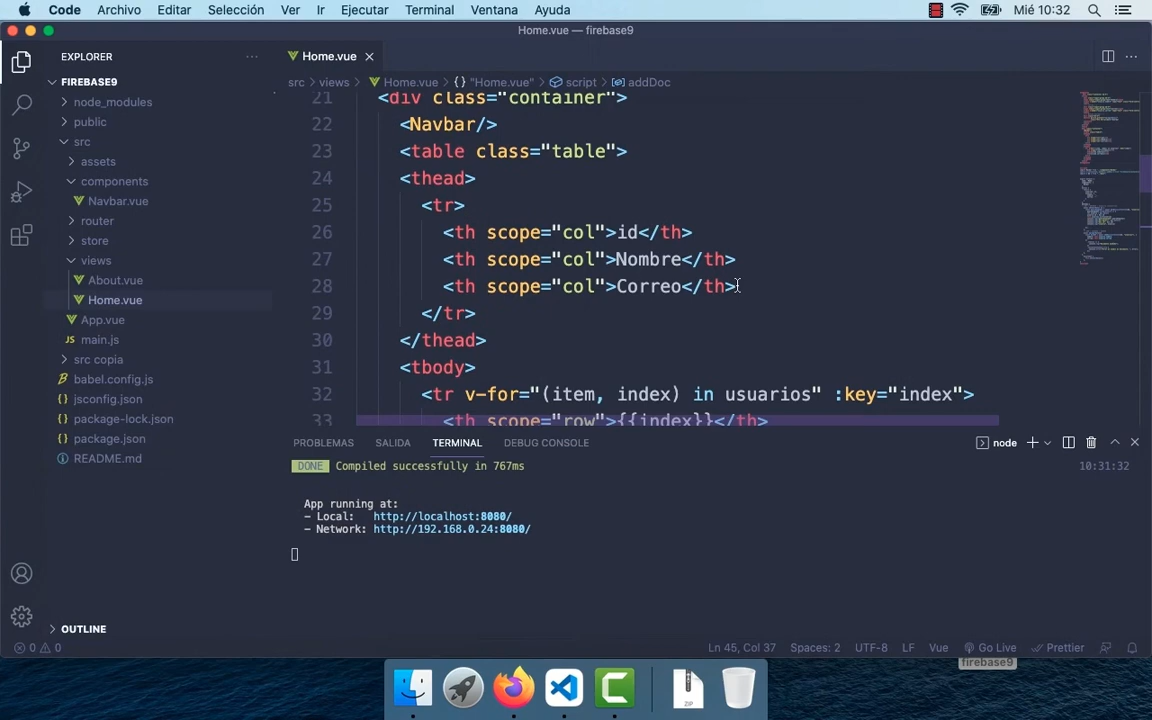 Code Archivo Editar Selección Ver Ir Ejecutar Terminal Ventana Ayuda Mié 10:32
Home.vue — firebase9
EXPLORER
Home.vue
FIREBASE9
node_modules
public
src
assets
components
Navbar.vue
router
store
views
About.vue
Home.vue
App.vue
main.js
src copia
babel.config.js
jsconfig.json
package-lock.json
package.json
README.md
OUTLINE
src > views > Home.vue > {} "Home.vue" > script > addDoc
21 <div class="container">
22 <Navbar/>
23 <table class="table">
24 <thead>
25 <tr>
26 <th scope="col">id</th>
27 <th scope="col">Nombre</th>
28 <th scope="col">Correo</th>
29 </tr>
30 </thead>
31 <tbody>
32 <tr v-for="(item, index) in usuarios" :key="index">
33 <th scope="row">{{index}}</th>
PROBLEMAS SALIDA TERMINAL DEBUG CONSOLE node
DONE Compiled successfully in 767ms 10:31:32
App running at:
- Local: http://localhost:8080/
- Network: http://192.168.0.24:8080/
0 0 Ln 45, Col 37 Spaces: 2 UTF-8 LF Vue Go Live Prettier
firebase9
ZIP